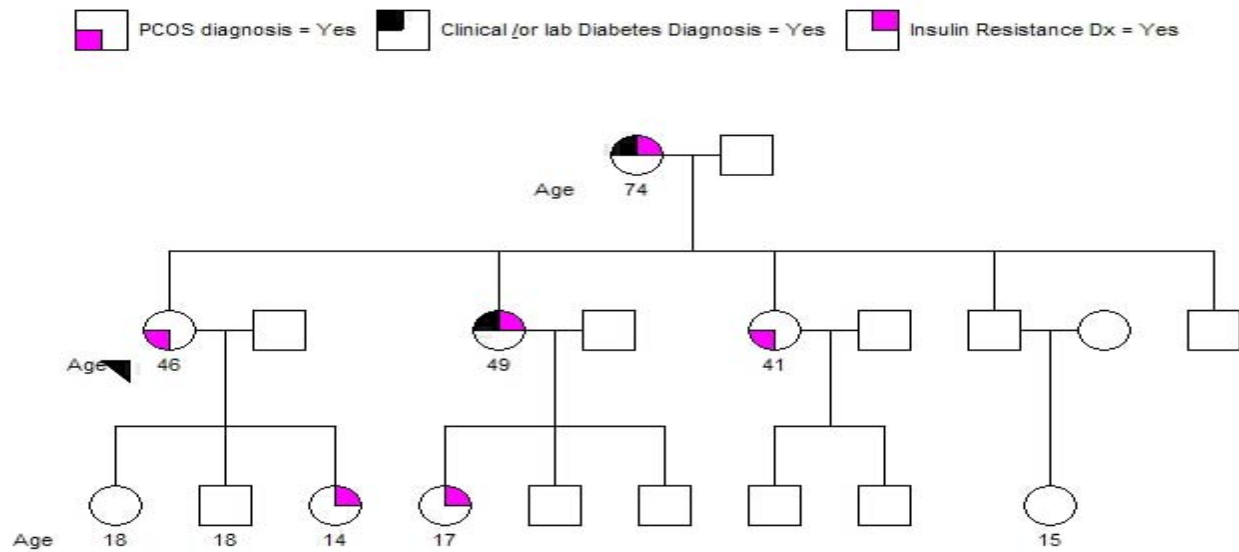 PCOS diagnosis = Yes Clinical /or lab Diabetes Diagnosis = Yes Insulin Resistance Dx = Yes
Age 74
Age 46 49 41
Age 18 18 14 17 15